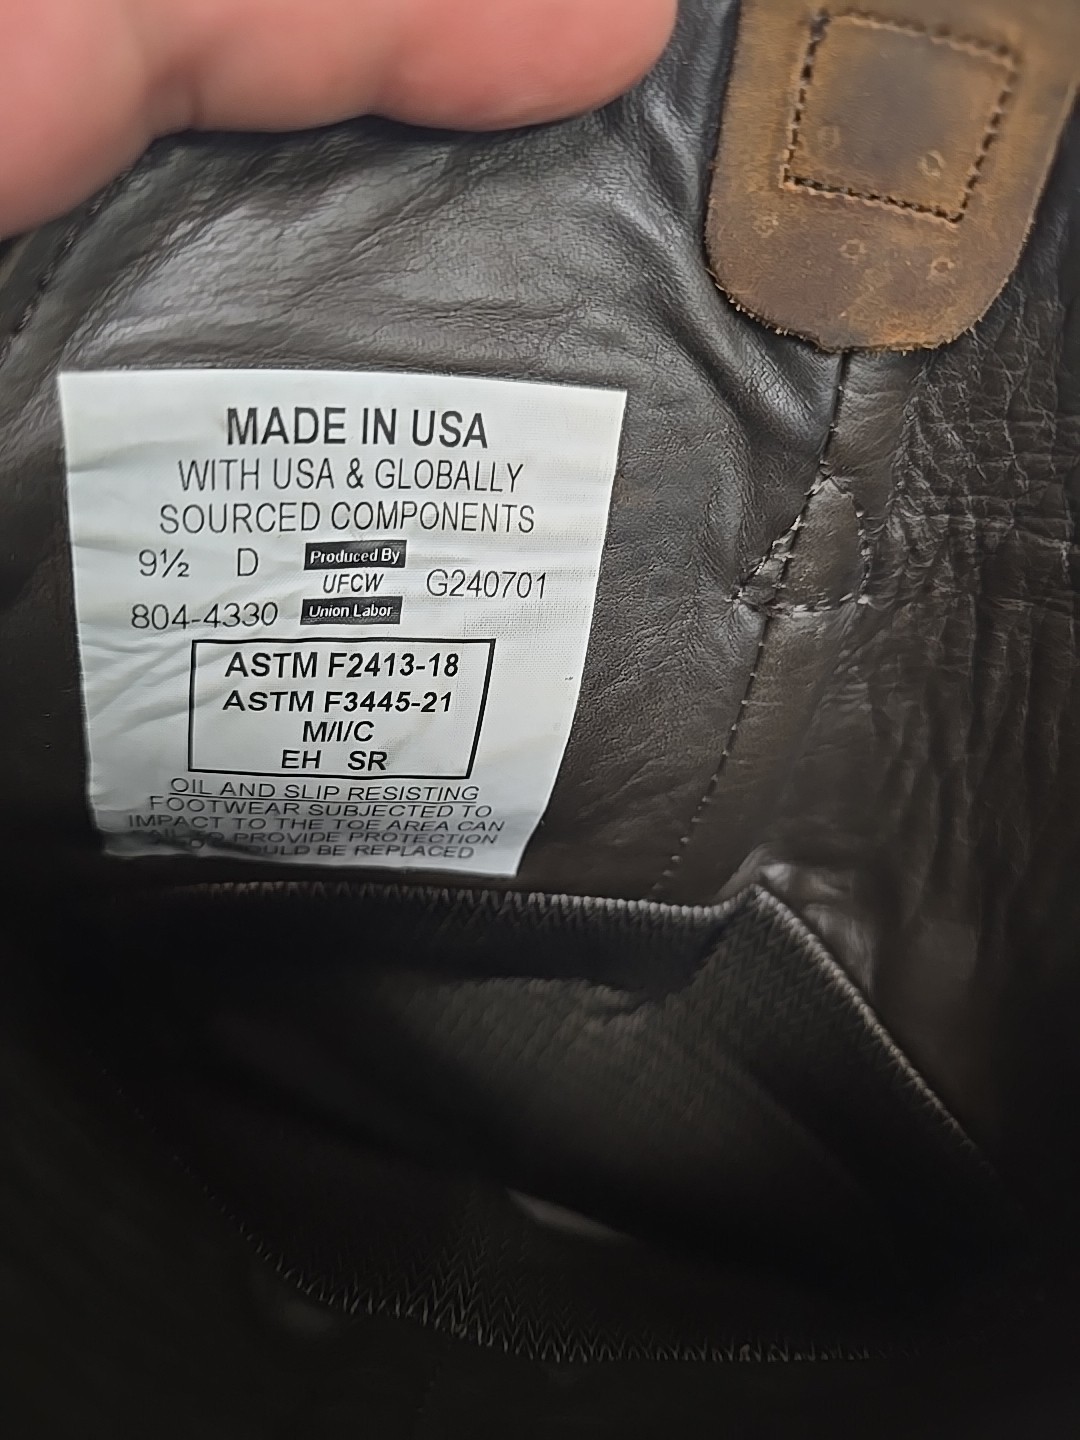 MADE IN USA
WITH USA & GLOBALLY
SOURCED COMPONENTS
9½ D Produced By
UFCW G240701
804-4330 Union Labor
ASTM F2413-18
ASTM F3445-21
M/I/C
EH SR
OIL AND SLIP RESISTING
FOOTWEAR SUBJECTED TO
IMPACT TO THE TOE AREA CAN
PROVIDE PROTECTION
BE REPLACED